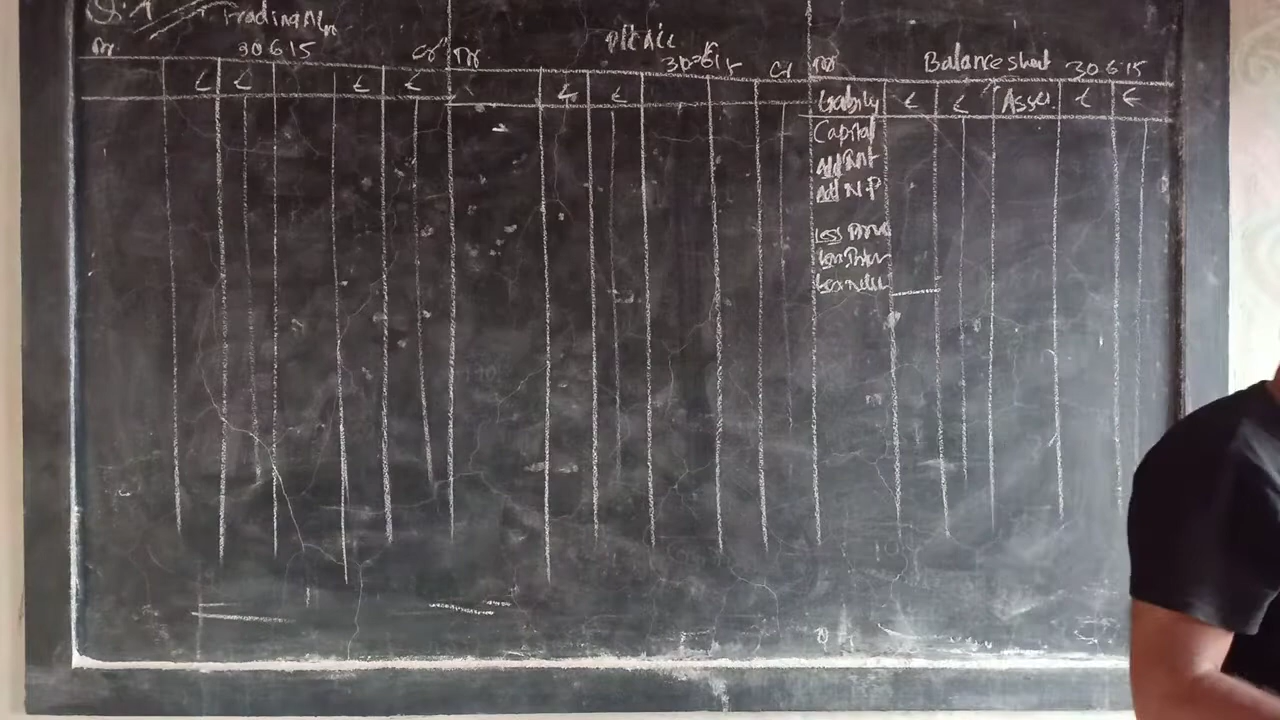 Trading A/c
Dr 30 6 15 Cr
£ £ £ £
Dr P/L A/c 30 6 15 Cr
£ £
Dr Balance sheet 30 6 15
Liability £ £ Asset £ £
Capital
Add Int
Add N.P
Less Draw